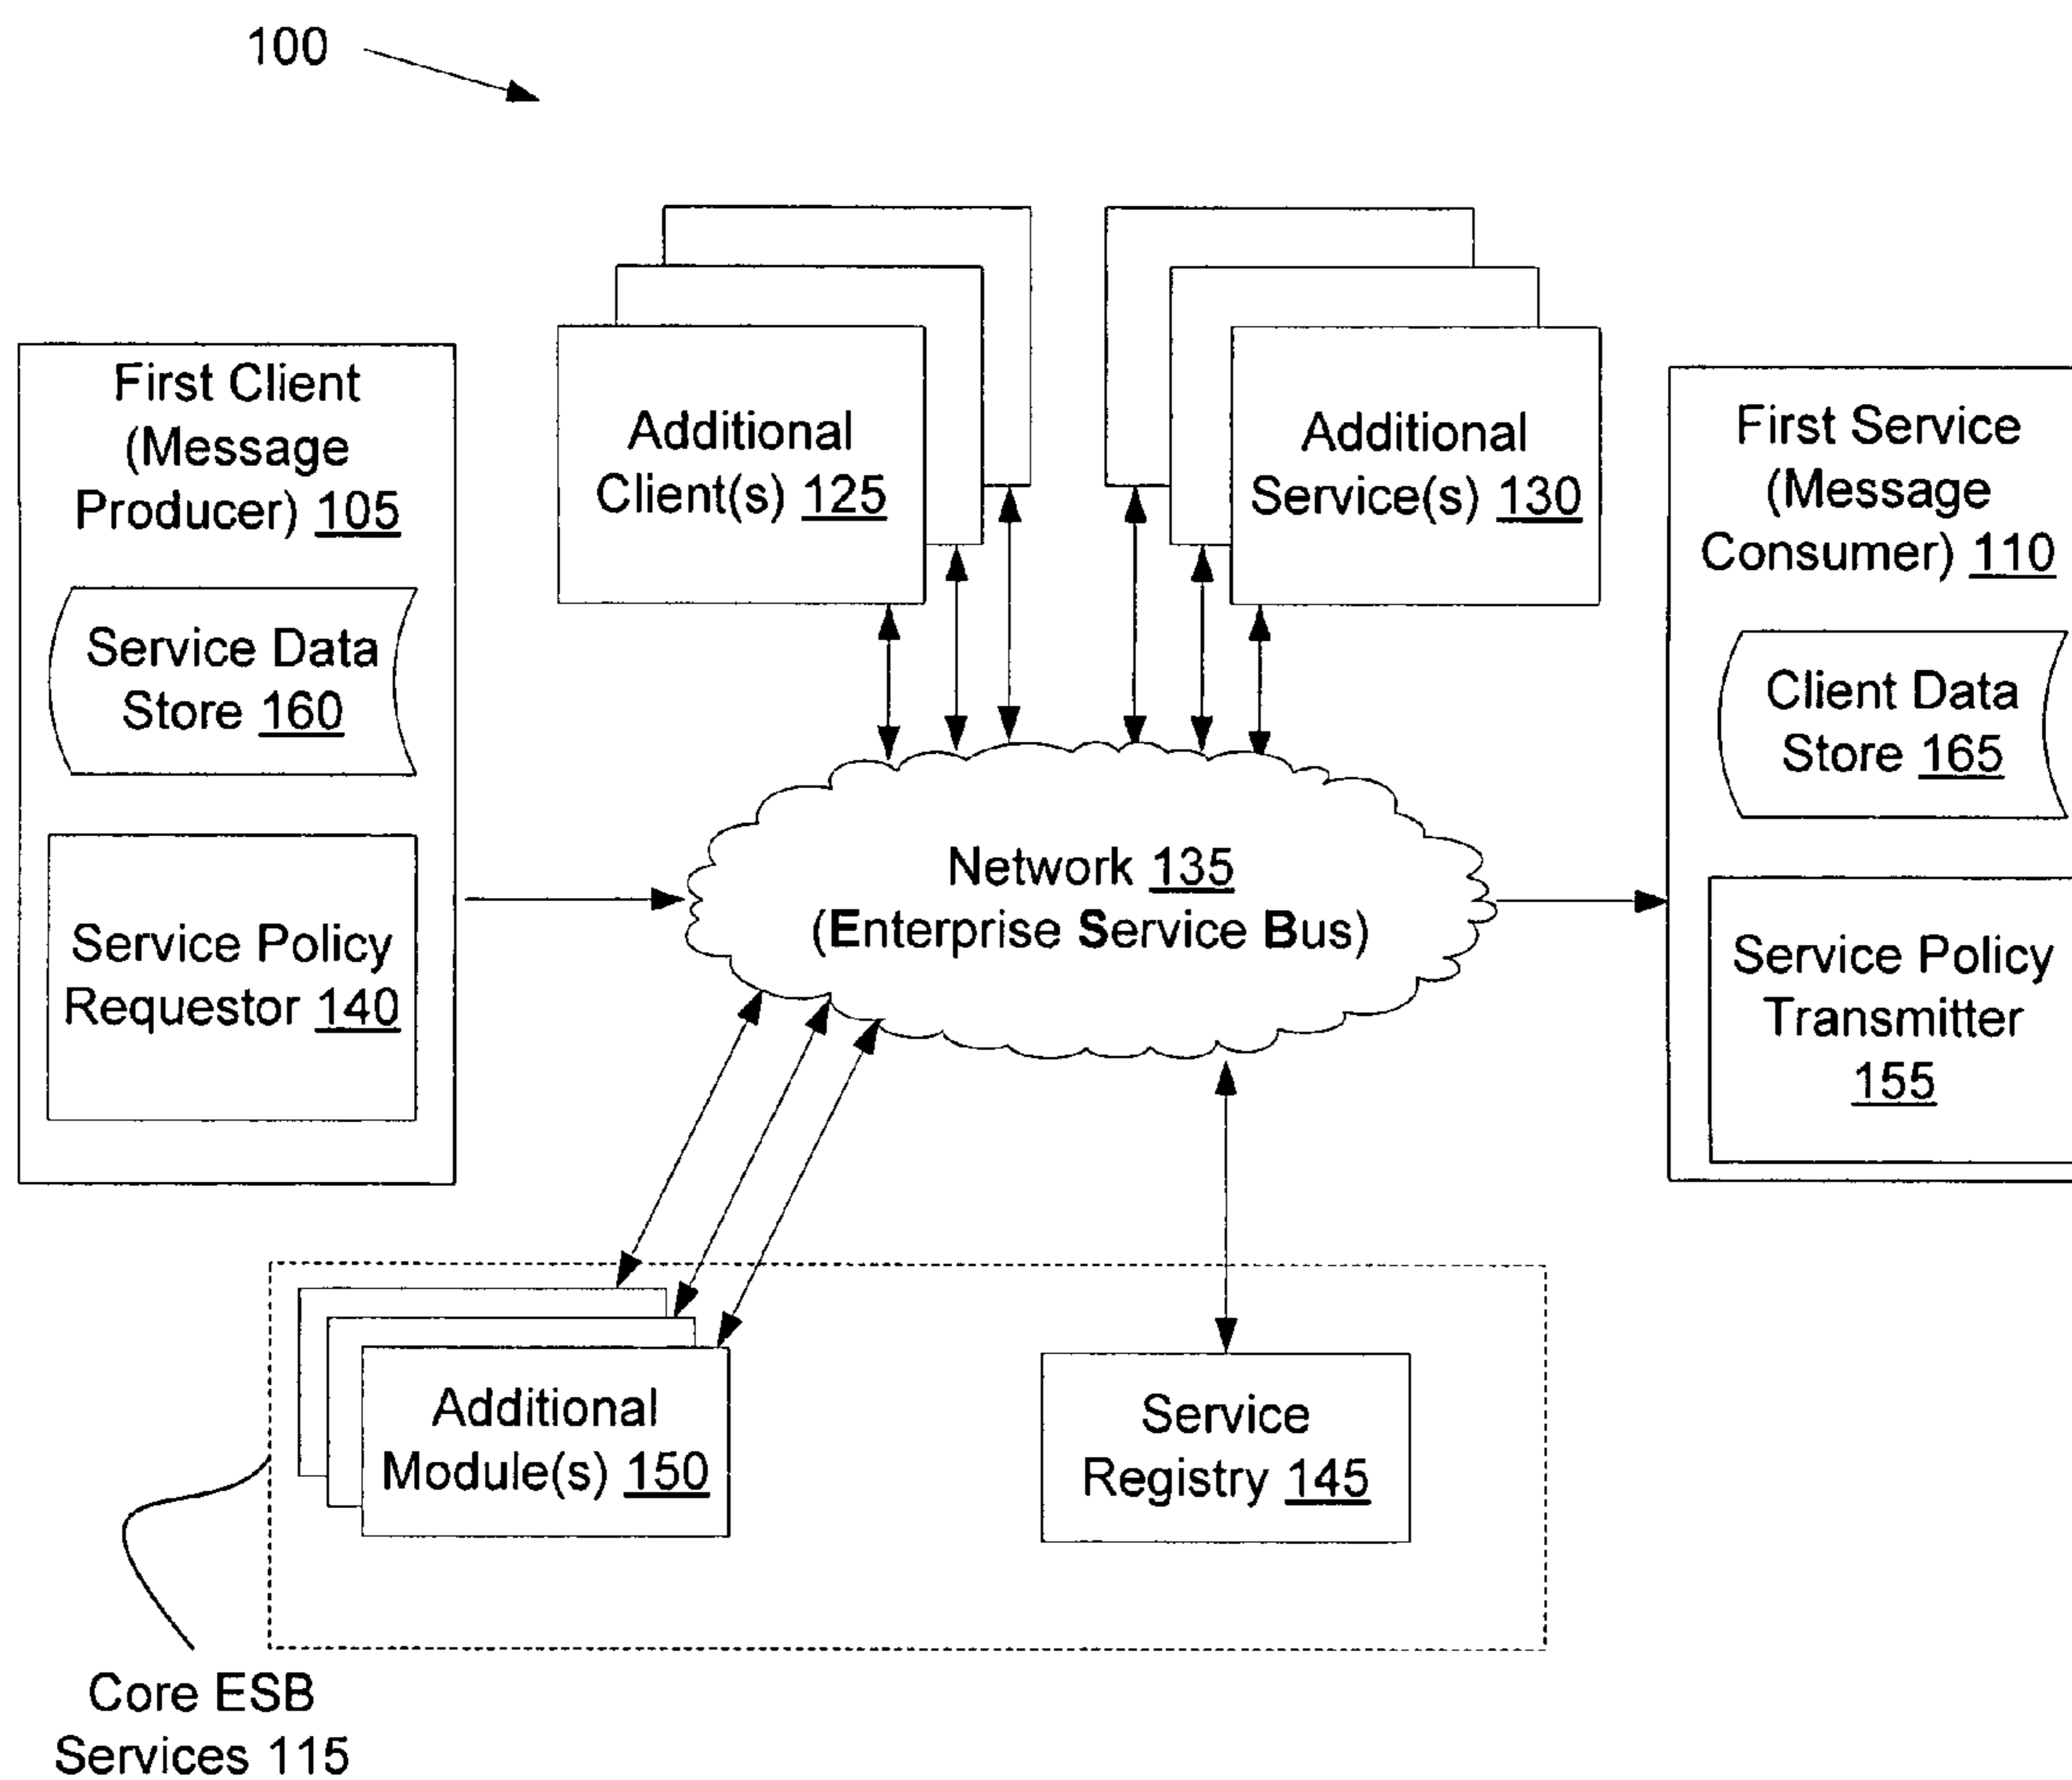 100
First Client
(Message
Producer) 105
Service Data
Store 160
Service Policy
Requestor 140
Additional
Client(s) 125
Additional
Service(s) 130
First Service
(Message
Consumer) 110
Client Data
Store 165
Service Policy
Transmitter
155
Network 135
(Enterprise Service Bus)
Additional
Module(s) 150
Service
Registry 145
Core ESB
Services 115